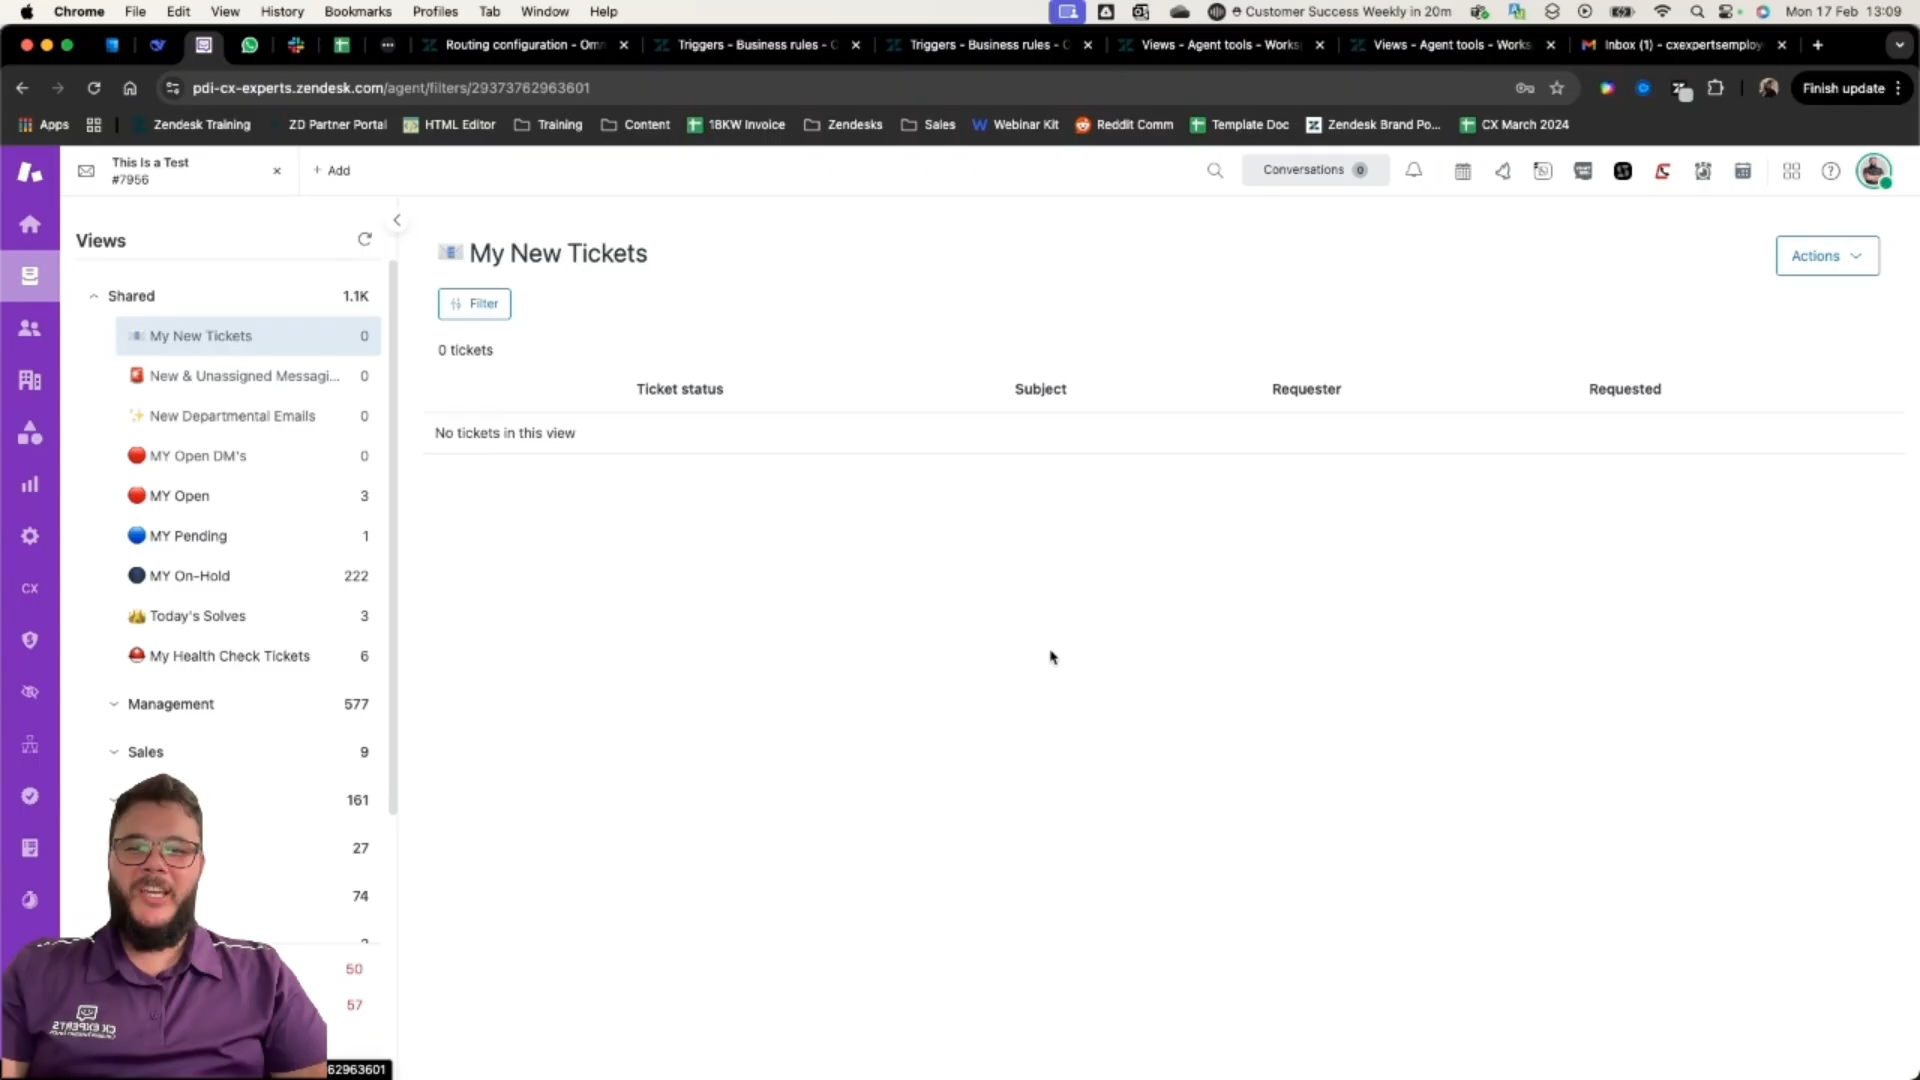 Chrome File Edit View History Bookmarks Profiles Tab Window Help Customer Success Weekly in 20m Mon 17 Feb 13:09
Routing configuration - Omn Triggers - Business rules - Triggers - Business rules - Views - Agent tools - Works Views - Agent tools - Works Inbox (1) - cxexpertsemploy
pdi-cx-experts.zendesk.com/agent/filters/29373762963601 Finish update
Apps Zendesk Training ZD Partner Portal HTML Editor Training Content 18KW Invoice Zendesks Sales Webinar Kit Reddit Comm Template Doc Zendesk Brand Po... CX March 2024
This Is a Test
#7956
+ Add
Conversations 0
Views
Shared 1.1K
My New Tickets 0
New & Unassigned Messagi... 0
New Departmental Emails 0
MY Open DM's 0
MY Open 3
MY Pending 1
MY On-Hold 222
Today's Solves 3
My Health Check Tickets 6
Management 577
Sales 9
161
27
74
50
57
62963601
CX
My New Tickets
Actions
Filter
0 tickets
Ticket status Subject Requester Requested
No tickets in this view
CX EXPERTS